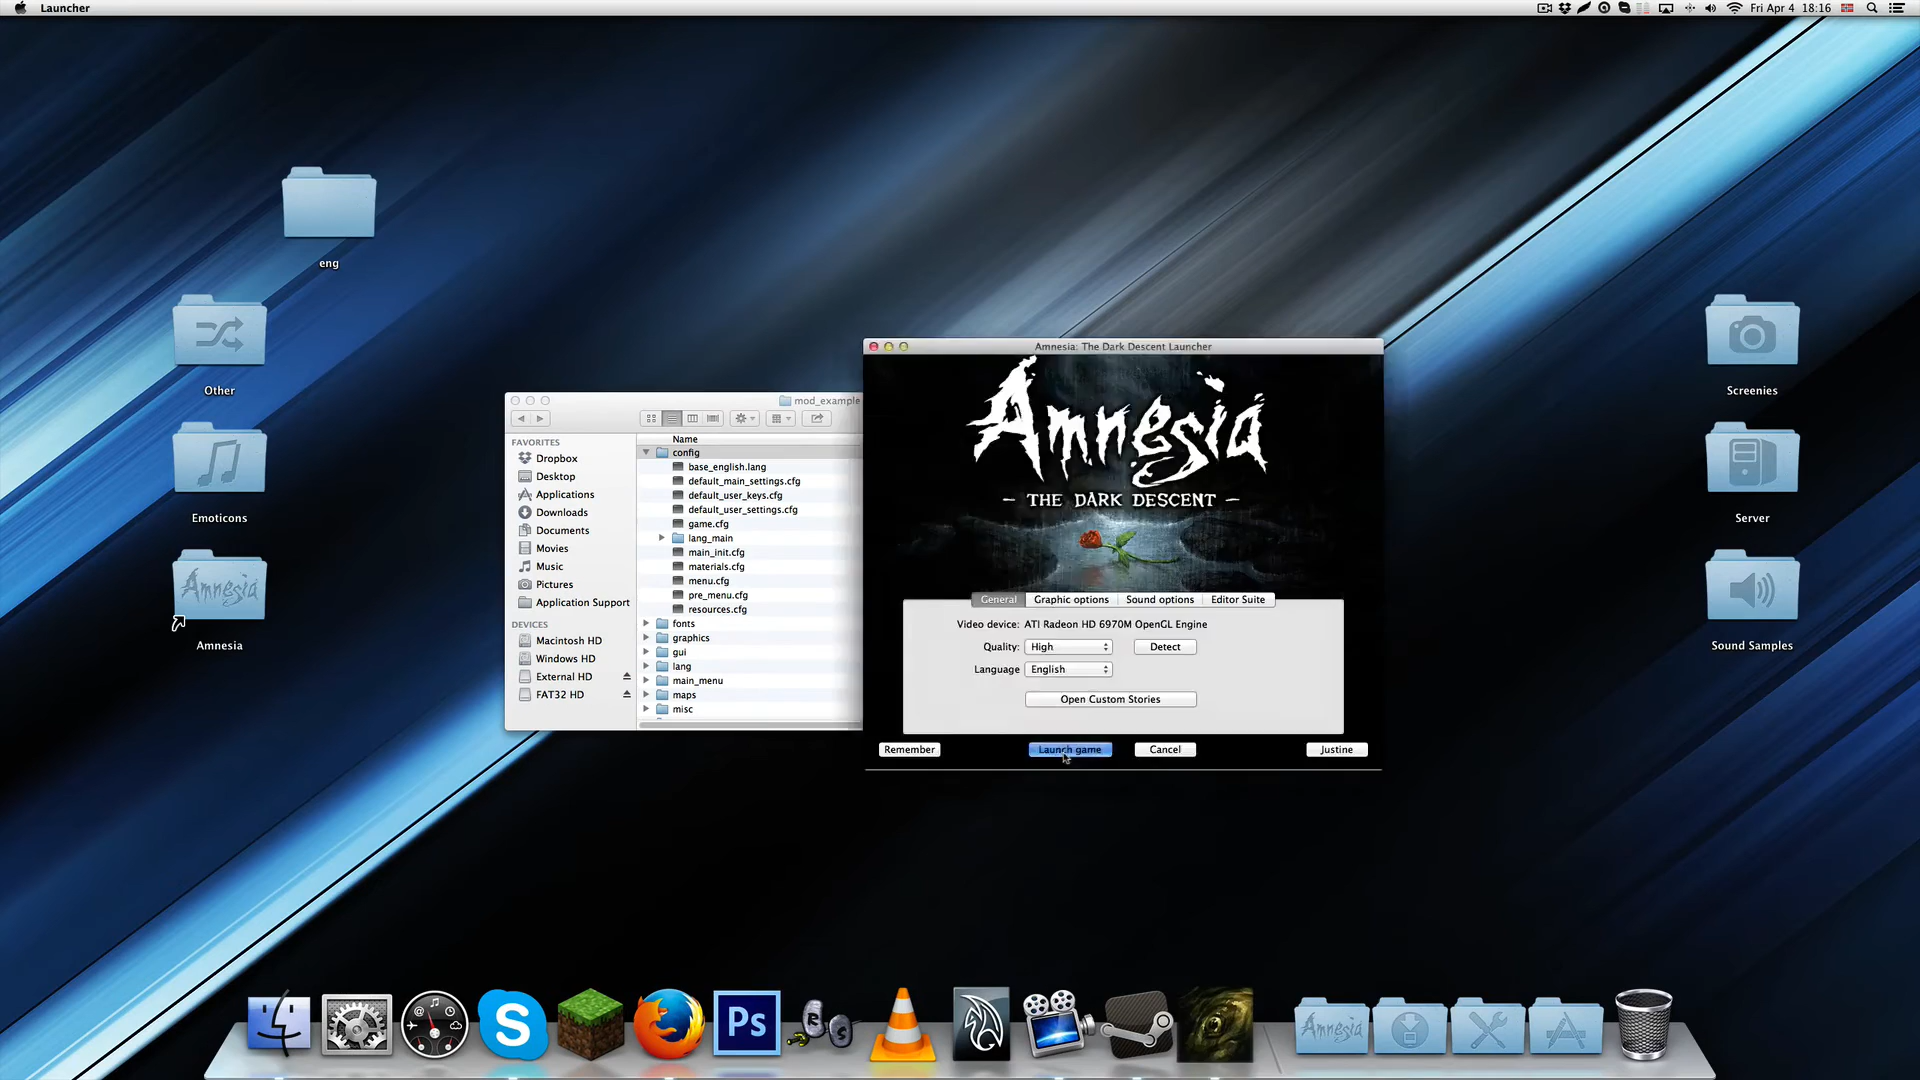 Launcher
Fri Apr 4 18:16
eng
Other
Emoticons
Amnesia
Amnesia
Screenies
Server
Sound Samples
mod_example
Name
FAVORITES
Dropbox
Desktop
Applications
Downloads
Documents
Movies
Music
Pictures
Application Support
DEVICES
Macintosh HD
Windows HD
External HD
FAT32 HD
config
base_english.lang
default_main_settings.cfg
default_user_keys.cfg
default_user_settings.cfg
game.cfg
lang_main
main_init.cfg
materials.cfg
menu.cfg
pre_menu.cfg
resources.cfg
fonts
graphics
gui
lang
main_menu
maps
misc
Amnesia: The Dark Descent Launcher
Amnesia
- THE DARK DESCENT -
General Graphic options Sound options Editor Suite
Video device: ATI Radeon HD 6970M OpenGL Engine
Quality: High Detect
Language English
Open Custom Stories
Remember Launch game Cancel Justine
S
Ps
R S
Amnesia